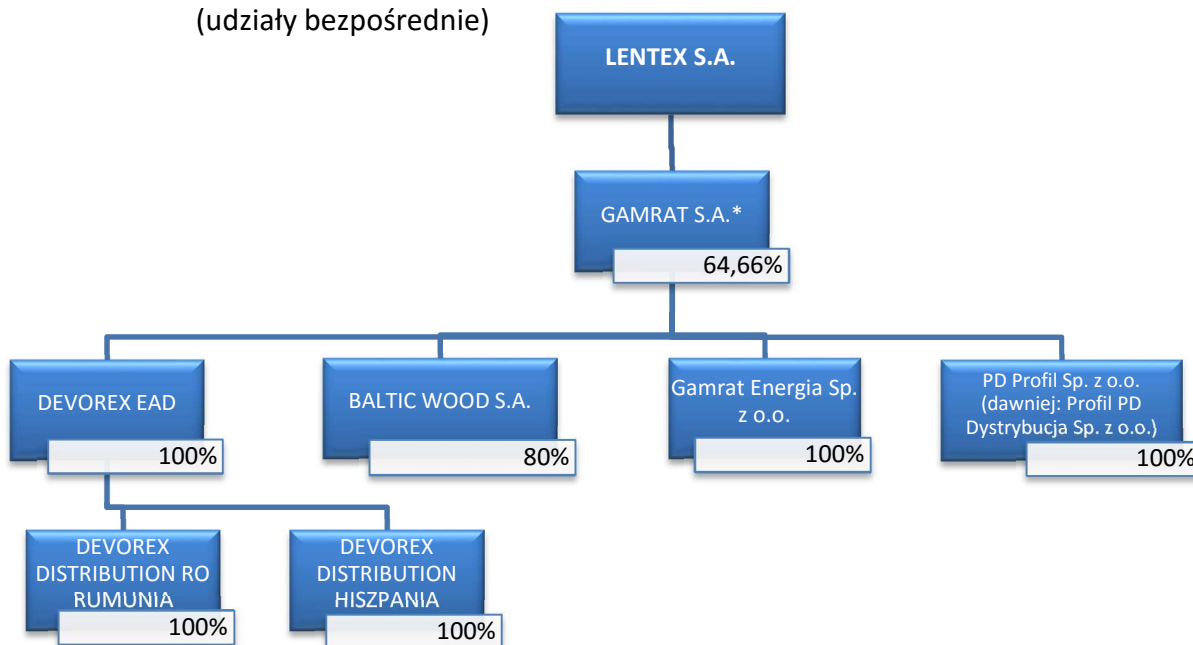 (udziały bezpośrednie)
LENTEX S.A.
GAMRAT S.A.*
64,66%
DEVOREX EAD
100%
BALTIC WOOD S.A.
80%
Gamrat Energia Sp.
z o.o.
100%
PD Profil Sp. z o.o.
(dawniej: Profil PD
Dystrybucja Sp. z o.o.)
100%
DEVOREX
DISTRIBUTION RO
RUMUNIA
100%
DEVOREX
DISTRIBUTION
HISZPANIA
100%